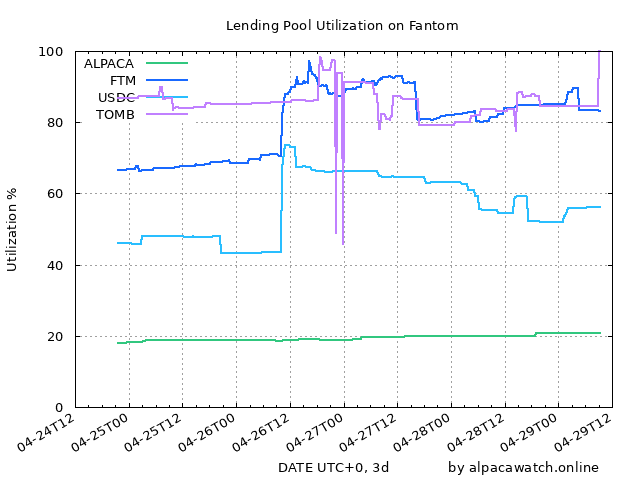 Lending Pool Utilization on Fantom
100
80
60
40
20
0
Utilization %
ALPACA
FTM
USDC
TOMB
04-24T12
04-25T00
04-25T12
04-26T00
04-26T12
04-27T00
04-27T12
04-28T00
04-28T12
04-29T00
04-29T12
DATE UTC+0, 3d
by alpacawatch.online